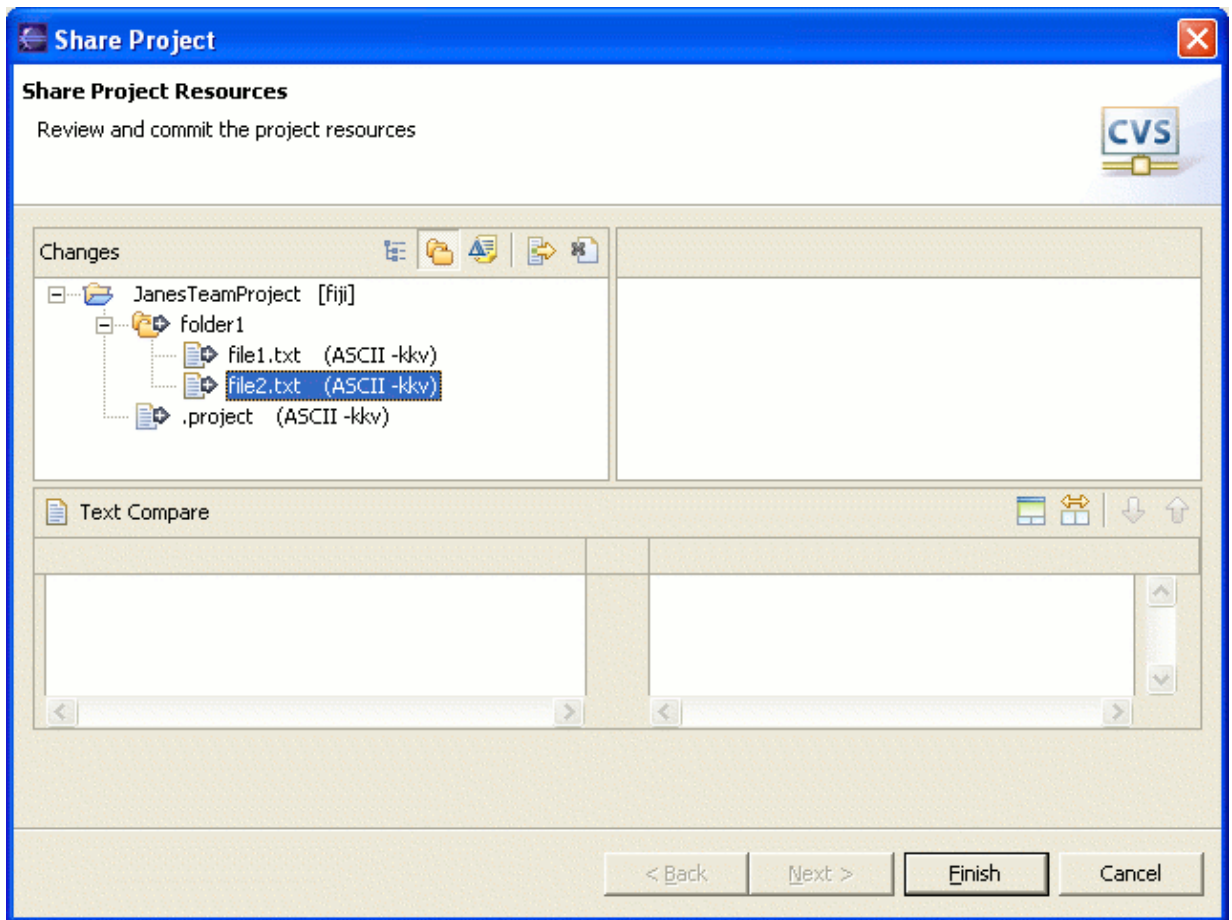 Share Project
Share Project Resources
Review and commit the project resources
CVS
Changes
JanesTeamProject [fiji]
folder1
file1.txt (ASCII -kkv)
file2.txt (ASCII -kkv)
.project (ASCII -kkv)
Text Compare
< Back Next > Finish Cancel